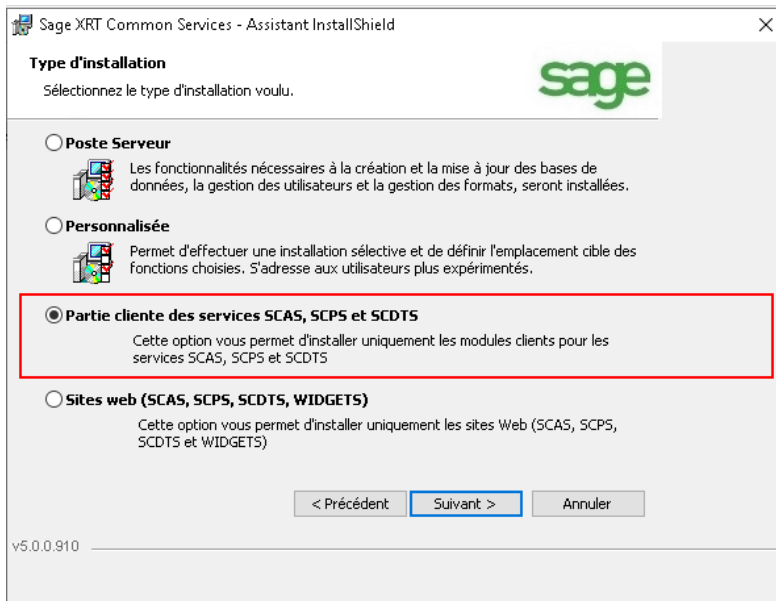 Sage XRT Common Services - Assistant InstallShield
Type d'installation
Sélectionnez le type d'installation voulu.
sage
Poste Serveur
Les fonctionnalités nécessaires à la création et la mise à jour des bases de
données, la gestion des utilisateurs et la gestion des formats, seront installées.
Personnalisée
Permet d'effectuer une installation sélective et de définir l'emplacement cible des
fonctions choisies. S'adresse aux utilisateurs plus expérimentés.
Partie cliente des services SCAS, SCPS et SCDTS
Cette option vous permet d'installer uniquement les modules clients pour les
services SCAS, SCPS et SCDTS
Sites web (SCAS, SCPS, SCDTS, WIDGETS)
Cette option vous permet d'installer uniquement les sites Web (SCAS, SCPS,
SCDTS et WIDGETS)
< Précédent Suivant > Annuler
v5.0.0.910